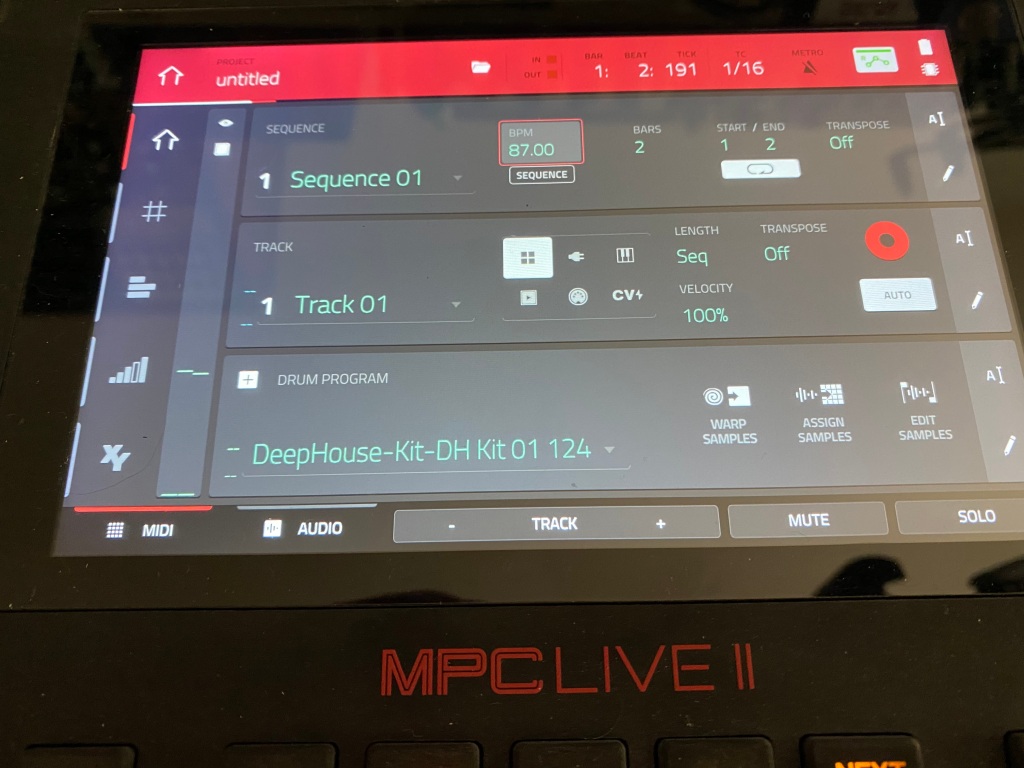 PROJECT
untitled
IN
OUT
BAR BEAT TICK
1: 2: 191
TC
1/16
METRO
SEQUENCE
1 Sequence 01
BPM
87.00
SEQUENCE
BARS
2
START / END
1 2
TRANSPOSE
Off
TRACK
1 Track 01
CV
LENGTH
Seq
TRANSPOSE
Off
VELOCITY
100%
AUTO
DRUM PROGRAM
DeepHouse-Kit-DH Kit 01 124
WARP
SAMPLES
ASSIGN
SAMPLES
EDIT
SAMPLES
XY
MIDI
AUDIO
- TRACK +
MUTE
SOLO
MPC LIVE II
NEXT